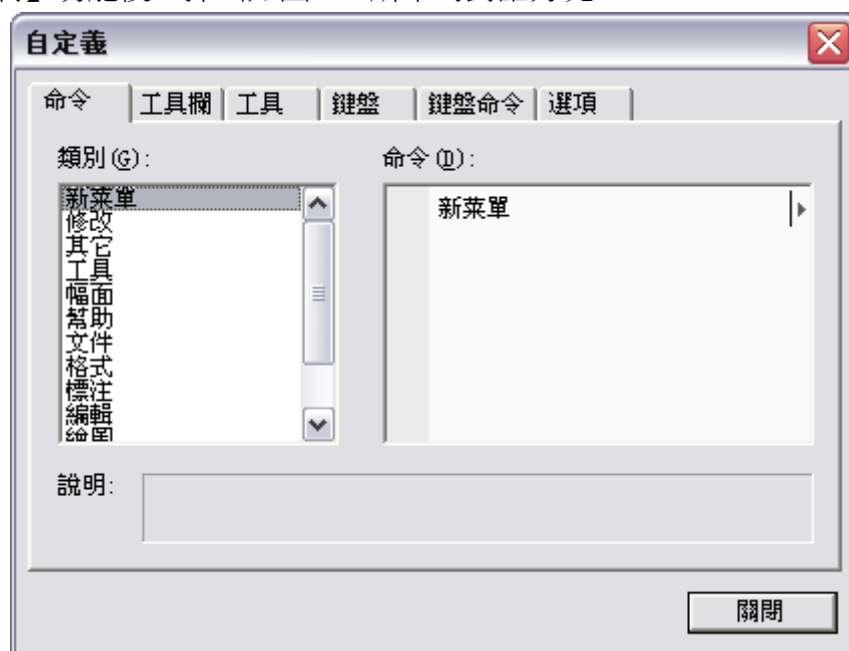 自定義
命令 工具欄 工具 鍵盤 鍵盤命令 選項
類別(G):
命令(D):
新菜單
修改
其它
工具
幅面
幫助
文件
格式
標注
編輯
繪圖
新菜單
說明:
關閉